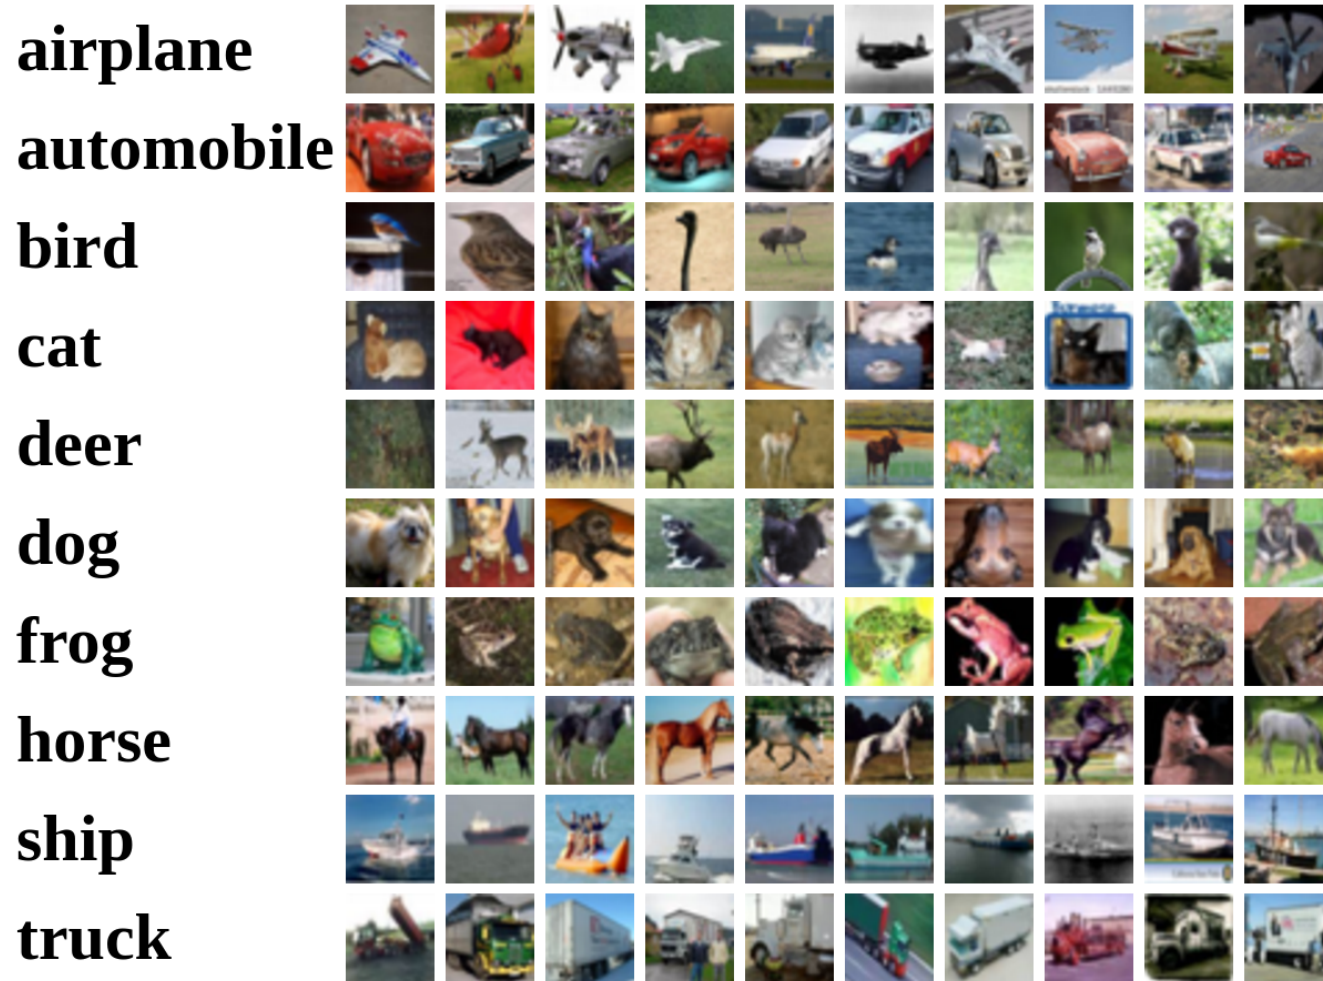 airplane
automobile
bird
cat
deer
dog
frog
horse
ship
truck